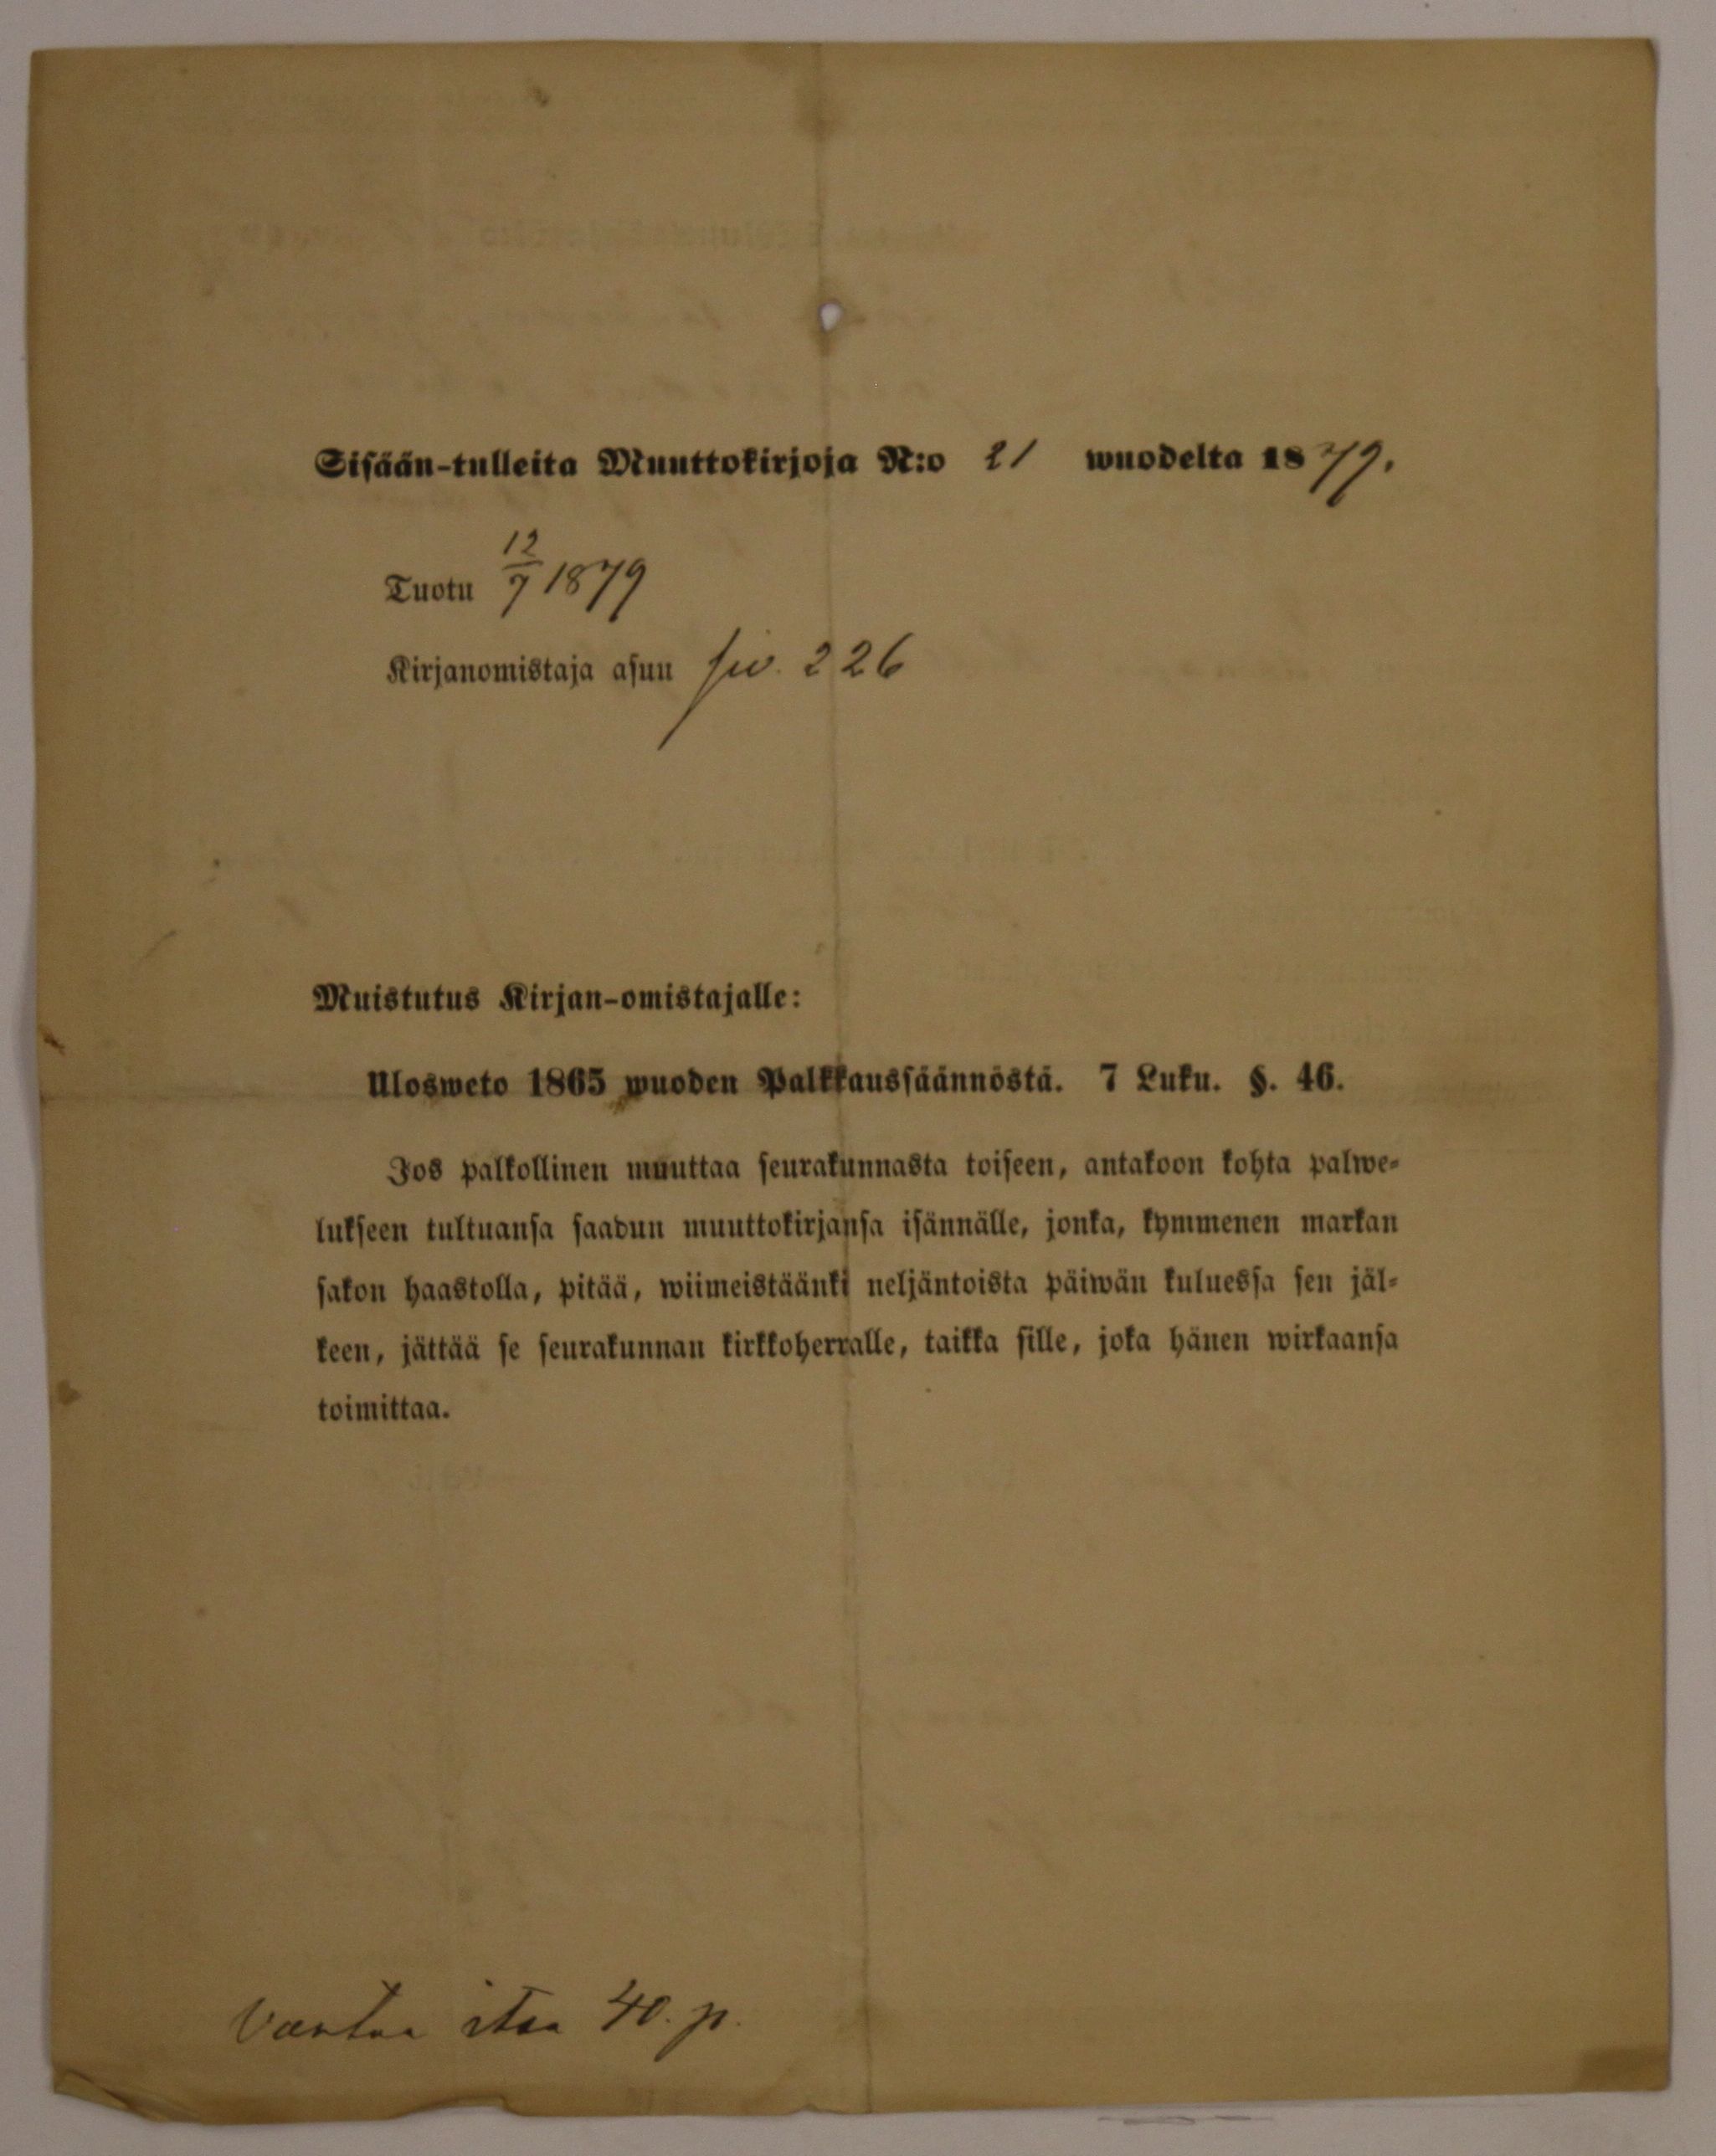 Sisään-tulleita Muuttokirjoja N:o 21 wuodelta 1879.
Tuotu 12/7 1879
Kirjanomistaja asuu siv. 226
Muistutus Kirjan-omistajalle:
Ulosweto 1865 wuoden Palkkaussäännöstä. 7 Luku. §. 46.
Jos palkollinen muuttaa seurakunnasta toiseen, antakoon kohta palwe-
lukseen tultuansa saadun muuttokirjansa isännälle, jonka, kymmenen markan
sakon haastolla, pitää, wiimeistäänki neljäntoista päiwän kuluessa sen jäl-
keen, jättää se seurakunnan kirkkoherralle, taikka sille, joka hänen wirkaansa
toimittaa.
40. p.